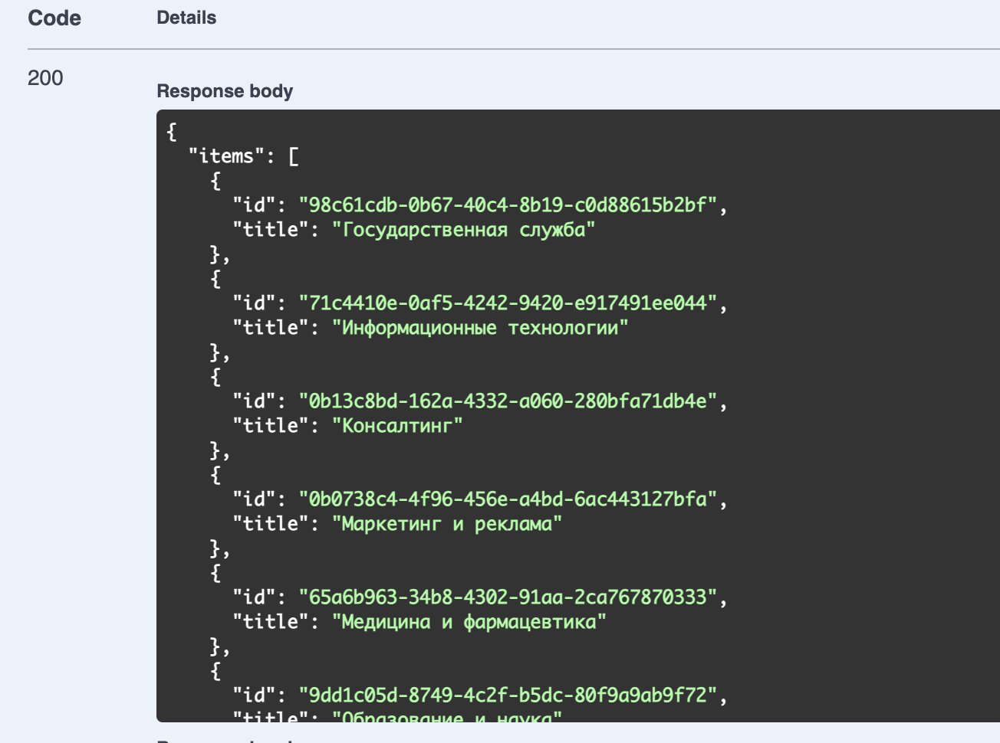 Code Details
200
Response body
{
"items": [
{
"id": "98c61cdb-0b67-40c4-8b19-c0d88615b2bf",
"title": "Государственная служба"
},
{
"id": "71c4410e-0af5-4242-9420-e917491ee044",
"title": "Информационные технологии"
},
{
"id": "0b13c8bd-162a-4332-a060-280bfa71db4e",
"title": "Консалтинг"
},
{
"id": "0b0738c4-4f96-456e-a4bd-6ac443127bfa",
"title": "Маркетинг и реклама"
},
{
"id": "65a6b963-34b8-4302-91aa-2ca767870333",
"title": "Медицина и фармацевтика"
},
{
"id": "9dd1c05d-8749-4c2f-b5dc-80f9a9ab9f72",
"title": "Образование и наука"